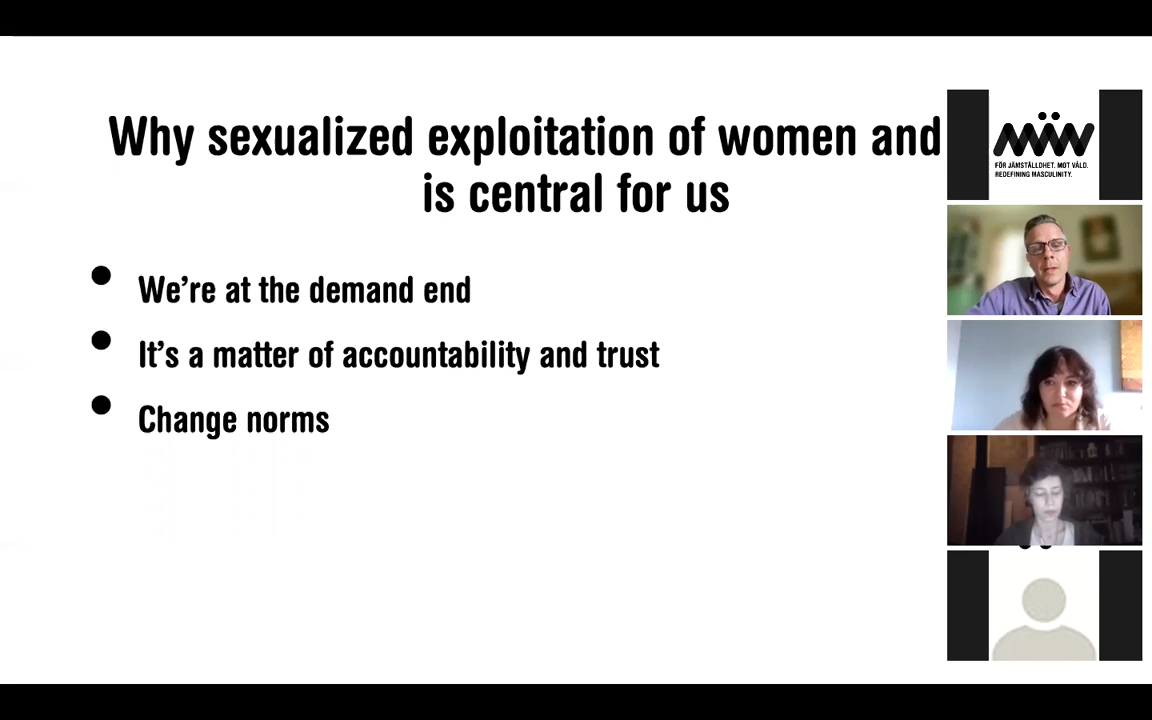 Why sexualized exploitation of women and
is central for us
We’re at the demand end
It’s a matter of accountability and trust
Change norms
MÄN
FÖR JÄMSTÄLLDHET. MOT VÅLD.
REDEFINING MASCULINITY.